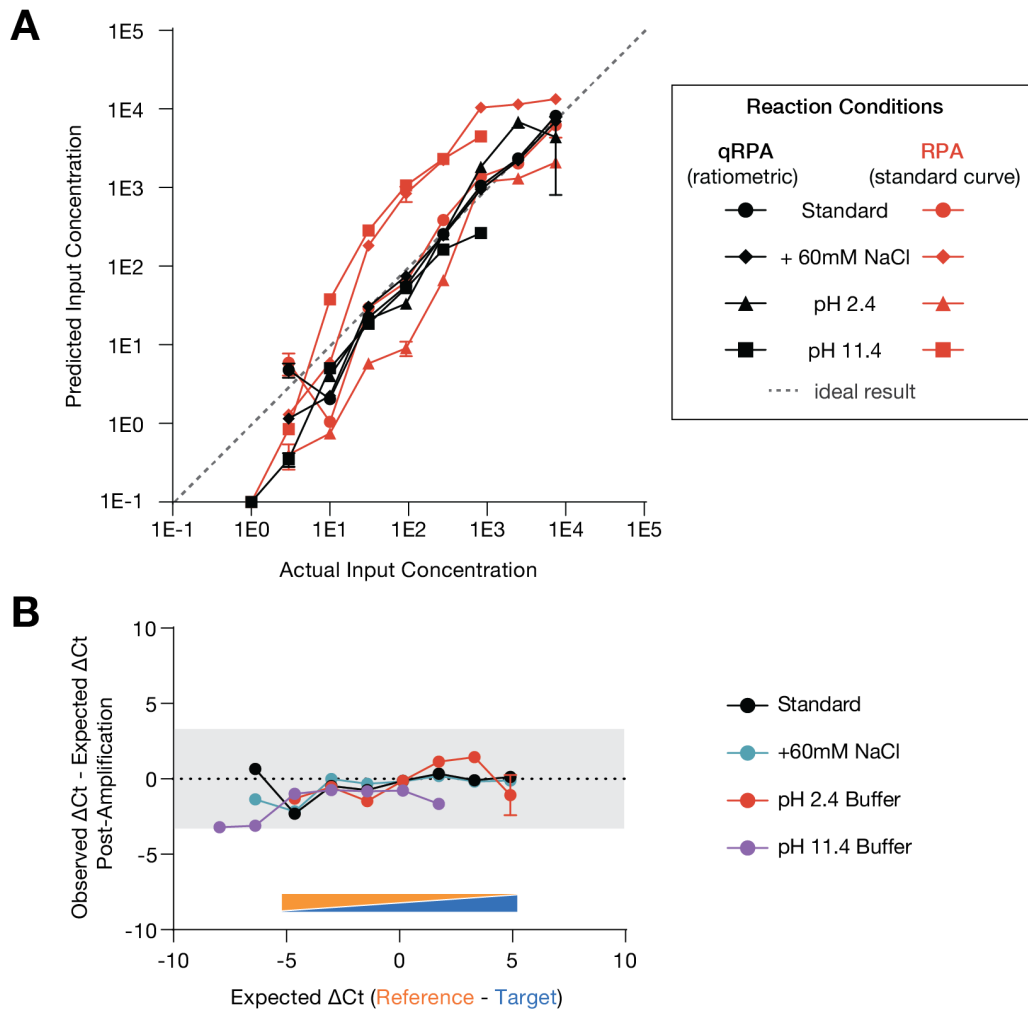 A
1E5
1E4
1E3
1E2
1E1
1E0
1E-1
Predicted Input Concentration
1E-1 1E0 1E1 1E2 1E3 1E4 1E5
Actual Input Concentration
Reaction Conditions
qRPA RPA
(ratiometric) (standard curve)
Standard
+ 60mM NaCl
pH 2.4
pH 11.4
ideal result
B
10
5
0
-5
-10
Observed ΔCt - Expected ΔCt
Post-Amplification
-10 -5 0 5 10
Expected ΔCt (Reference - Target)
Standard
+60mM NaCl
pH 2.4 Buffer
pH 11.4 Buffer